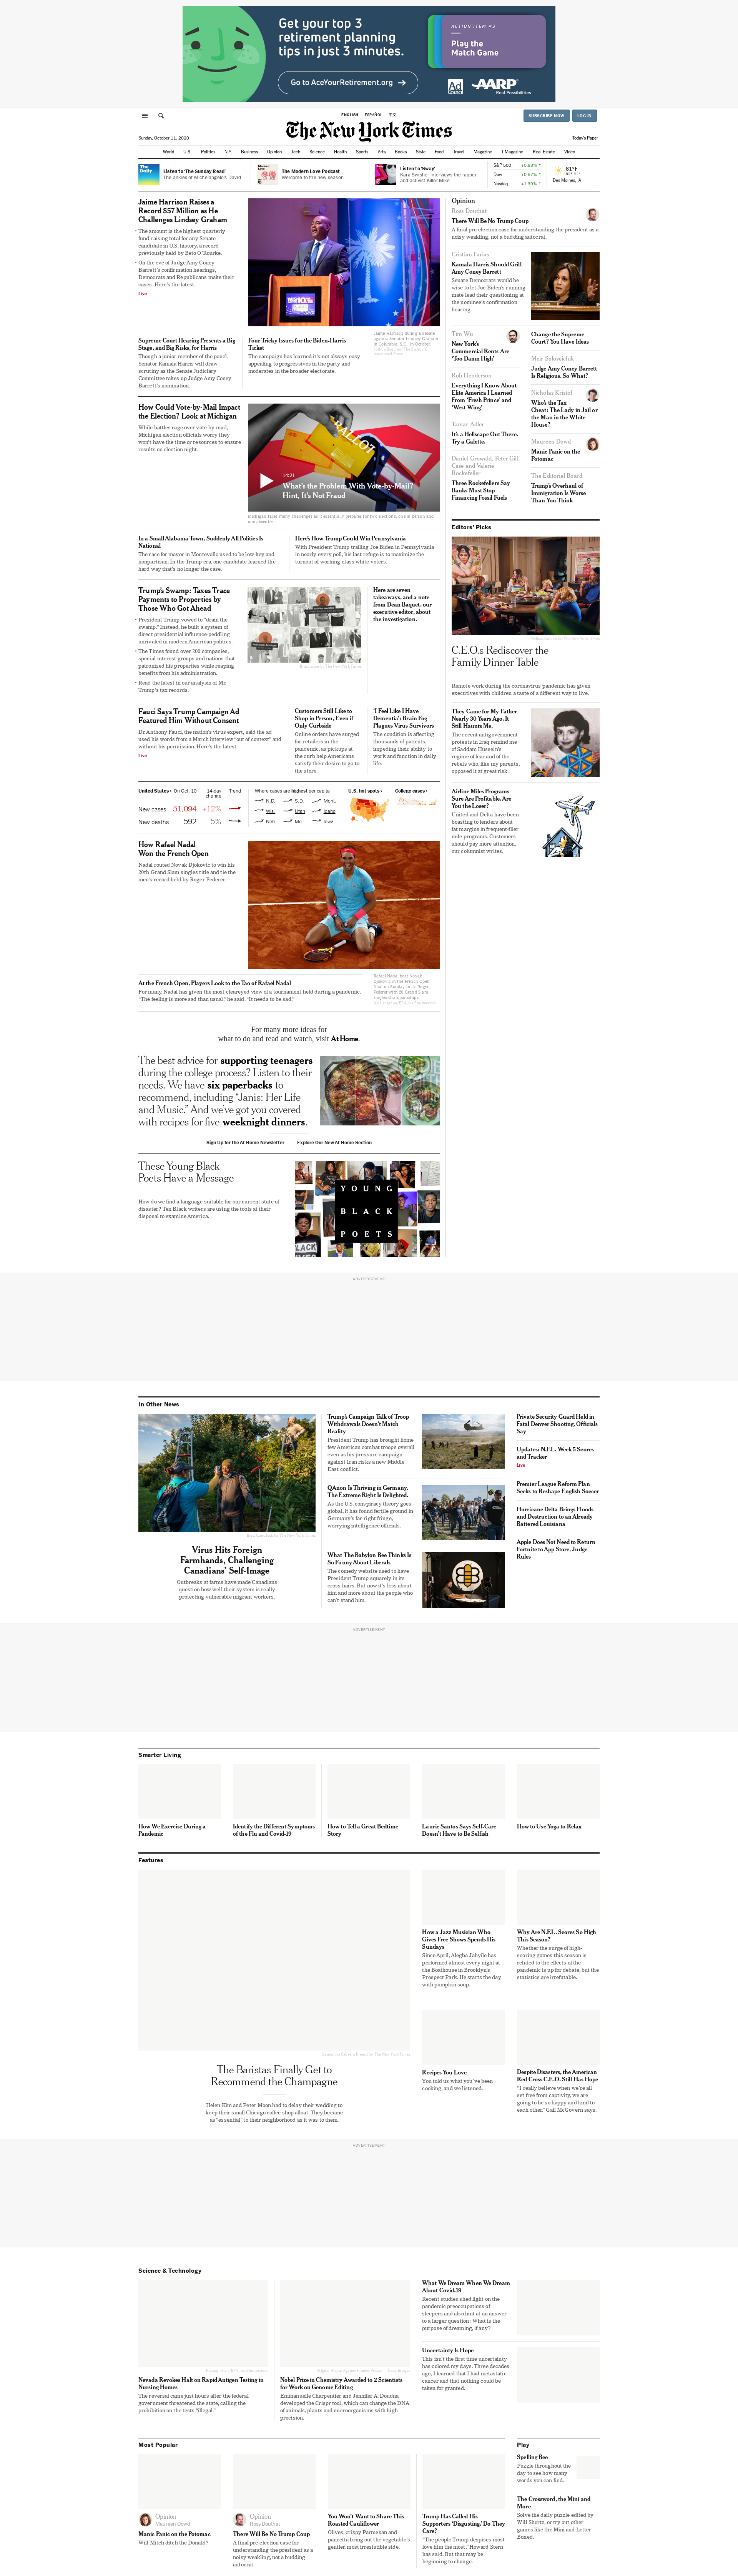 Get your top 3
retirement planning
tips in just 3 minutes.
Go to AceYourRetirement.org →
ACTION ITEM #3
Play the
Match Game
Ad
Council
AARP
Real Possibilities
ENGLISH ESPAÑOL 中文
SUBSCRIBE NOW LOG IN
The New York Times
Sunday, October 11, 2020
Today's Paper
World U.S. Politics N.Y. Business Opinion Tech Science Health Sports Arts Books Style Food Travel Magazine T Magazine Real Estate Video
The
Daily
Listen to 'The Sunday Read'
The ankles of Michelangelo's David.
The Modern Love Podcast
Welcome to the new season.
Listen to 'Sway'
Kara Swisher interviews the rapper
and activist Killer Mike.
S&P 500 +0.88% ↑
Dow +0.57% ↑
Nasdaq +1.39% ↑
81°F
Des Moines, IA
Jaime Harrison Raises a
Record $57 Million as He
Challenges Lindsey Graham
• The amount is the highest quarterly
fund-raising total for any Senate
candidate in U.S. history, a record
previously held by Beto O'Rourke.
• On the eve of Judge Amy Coney
Barrett's confirmation hearings,
Democrats and Republicans make their
cases. Here's the latest.
Live
Jaime Harrison during a debate
against Senator Lindsey Graham
in Columbia, S.C., in October.
Supreme Court Hearing Presents a Big
Stage, and Big Risks, for Harris
Though a junior member of the panel,
Senator Kamala Harris will draw
scrutiny as the Senate Judiciary
Committee takes up Judge Amy Coney
Barrett's nomination.
Four Tricky Issues for the Biden-Harris
Ticket
The campaign has learned it's not always easy
appealing to progressives in the party and
moderates in the broader electorate.
How Could Vote-by-Mail Impact
the Election? Look at Michigan
While battles rage over vote-by-mail,
Michigan election officials worry they
won't have the time or resources to ensure
results on election night.
BALLOT
14:21
What's the Problem With Vote-by-Mail?
Hint, It's Not Fraud
Michigan faces many challenges as it essentially prepares for two elections, one in person and
one absentee.
In a Small Alabama Town, Suddenly All Politics Is
National
The race for mayor in Montevallo used to be low-key and
nonpartisan. In the Trump era, one candidate learned the
hard way that's no longer the case.
Here's How Trump Could Win Pennsylvania
With President Trump trailing Joe Biden in Pennsylvania
in nearly every poll, his last refuge is to maximize the
turnout of working-class white voters.
Trump's Swamp: Taxes Trace
Payments to Properties by
Those Who Got Ahead
• President Trump vowed to "drain the
swamp." Instead, he built a system of
direct presidential influence-peddling
unrivaled in modern American politics.
• The Times found over 200 companies,
special-interest groups and nations that
patronized his properties while reaping
benefits from his administration.
• Read the latest in our analysis of Mr.
Trump's tax records.
Here are seven
takeaways, and a note
from Dean Baquet, our
executive editor, about
the investigation.
Fauci Says Trump Campaign Ad
Featured Him Without Consent
Dr. Anthony Fauci, the nation's virus expert, said the ad
used his words from a March interview "out of context" and
without his permission. Here's the latest.
Live
Customers Still Like to
Shop in Person, Even if
Only Curbside
Online orders have surged
for retailers in the
pandemic, as pickups at
the curb help Americans
satisfy their desire to go to
the store.
'I Feel Like I Have
Dementia': Brain Fog
Plagues Virus Survivors
The condition is affecting
thousands of patients,
impeding their ability to
work and function in daily
life.
United States › On Oct. 10 14-day
change Trend
New cases 51,094 +12%
New deaths 592 –5%
Where cases are highest per capita
N.D. S.D. Mont.
Wis. Utah Idaho
Neb. Mo. Iowa
U.S. hot spots ›
College cases ›
How Rafael Nadal
Won the French Open
Nadal routed Novak Djokovic to win his
20th Grand Slam singles title and tie the
men's record held by Roger Federer.
Rafael Nadal beat Novak
Djokovic in the French Open
final on Sunday to tie Roger
Federer with 20 Grand Slam
singles championships.
At the French Open, Players Look to the Tao of Rafael Nadal
For many, Nadal has given the most cleareyed view of a tournament held during a pandemic.
"The feeling is more sad than usual," he said. "It needs to be sad."
For many more ideas for
what to do and read and watch, visit At Home.
The best advice for supporting teenagers
during the college process? Listen to their
needs. We have six paperbacks to
recommend, including "Janis: Her Life
and Music." And we've got you covered
with recipes for five weeknight dinners.
Sign Up for the At Home Newsletter Explore Our New At Home Section
These Young Black
Poets Have a Message
How do we find a language suitable for our current state of
disaster? Ten Black writers are using the tools at their
disposal to examine America.
YOUNG
BLACK
POETS
Opinion
Ross Douthat
There Will Be No Trump Coup
A final pre-election case for understanding the president as a
noisy weakling, not a budding autocrat.
Cristian Farias
Kamala Harris Should Grill
Amy Coney Barrett
Senate Democrats would be
wise to let Joe Biden's running
mate lead their questioning at
the nominee's confirmation
hearing.
Tim Wu
New York's
Commercial Rents Are
'Too Damn High'
Rob Henderson
Everything I Know About
Elite America I Learned
From 'Fresh Prince' and
'West Wing'
Tamar Adler
It's a Hellscape Out There.
Try a Galette.
Daniel Growald, Peter Gill
Case and Valerie
Rockefeller
Three Rockefellers Say
Banks Must Stop
Financing Fossil Fuels
Change the Supreme
Court? You Have Ideas
Meir Soloveichik
Judge Amy Coney Barrett
Is Religious. So What?
Nicholas Kristof
Who's the Tax
Cheat: The Lady in Jail or
the Man in the White
House?
Maureen Dowd
Manic Panic on the
Potomac
The Editorial Board
Trump's Overhaul of
Immigration Is Worse
Than You Think
Editors' Picks
C.E.O.s Rediscover the
Family Dinner Table
Remote work during the coronavirus pandemic has given
executives with children a taste of a different way to live.
They Came for My Father
Nearly 30 Years Ago. It
Still Haunts Me.
The recent antigovernment
protests in Iraq remind me
of Saddam Hussein's
regime of fear and of the
rebels who, like my parents,
opposed it at great risk.
Airline Miles Programs
Sure Are Profitable. Are
You the Loser?
United and Delta have been
boasting to lenders about
fat margins in frequent-flier
mile programs. Customers
should pay more attention,
our columnist writes.
ADVERTISEMENT
In Other News
Virus Hits Foreign
Farmhands, Challenging
Canadians' Self-Image
Outbreaks at farms have made Canadians
question how well their system is really
protecting vulnerable migrant workers.
Trump's Campaign Talk of Troop
Withdrawals Doesn't Match
Reality
President Trump has brought home
few American combat troops overall
even as his pressure campaign
against Iran risks a new Middle
East conflict.
QAnon Is Thriving in Germany.
The Extreme Right Is Delighted.
As the U.S. conspiracy theory goes
global, it has found fertile ground in
Germany's far-right fringe,
worrying intelligence officials.
What The Babylon Bee Thinks Is
So Funny About Liberals
The comedy website used to have
President Trump squarely in its
cross hairs. But now it's less about
him and more about the people who
can't stand him.
Private Security Guard Held in
Fatal Denver Shooting, Officials
Say
Updates: N.F.L. Week 5 Scores
and Tracker
Live
Premier League Reform Plan
Seeks to Reshape English Soccer
Hurricane Delta Brings Floods
and Destruction to an Already
Battered Louisiana
Apple Does Not Need to Return
Fortnite to App Store, Judge
Rules
ADVERTISEMENT
Smarter Living
How We Exercise During a
Pandemic
Identify the Different Symptoms
of the Flu and Covid-19
How to Tell a Great Bedtime
Story
Laurie Santos Says Self-Care
Doesn't Have to Be Selfish
How to Use Yoga to Relax
Features
The Baristas Finally Get to
Recommend the Champagne
Helen Kim and Peter Moon had to delay their wedding to
keep their small Chicago coffee shop afloat. They became
as "essential" to their neighborhood as it was to them.
How a Jazz Musician Who
Gives Free Shows Spends His
Sundays
Since April, Alegba Jahyile has
performed almost every night at
the Boathouse in Brooklyn's
Prospect Park. He starts the day
with pumpkin soup.
Why Are N.F.L. Scores So High
This Season?
Whether the surge of high-
scoring games this season is
related to the effects of the
pandemic is up for debate, but the
statistics are irrefutable.
Recipes You Love
You told us what you've been
cooking, and we listened.
Despite Disasters, the American
Red Cross C.E.O. Still Has Hope
"I really believe when we're all
set free from captivity, we are
going to be so happy and kind to
each other," Gail McGovern says.
ADVERTISEMENT
Science & Technology
Nevada Revokes Halt on Rapid Antigen Testing in
Nursing Homes
The reversal came just hours after the federal
government threatened the state, calling the
prohibition on the tests "illegal."
Nobel Prize in Chemistry Awarded to 2 Scientists
for Work on Genome Editing
Emmanuelle Charpentier and Jennifer A. Doudna
developed the Crispr tool, which can change the DNA
of animals, plants and microorganisms with high
precision.
What We Dream When We Dream
About Covid-19
Recent studies shed light on the
pandemic preoccupations of
sleepers and also hint at an answer
to a larger question: What is the
purpose of dreaming, if any?
Uncertainty Is Hope
This isn't the first time uncertainty
has colored my days. Three decades
ago, I learned that I had metastatic
cancer and that nothing could be
taken for granted.
Most Popular
Opinion
Maureen Dowd
Manic Panic on the Potomac
Will Mitch ditch the Donald?
Opinion
Ross Douthat
There Will Be No Trump Coup
A final pre-election case for
understanding the president as a
noisy weakling, not a budding
autocrat.
You Won't Want to Share This
Roasted Cauliflower
Olives, crispy Parmesan and
pancetta bring out the vegetable's
gentler, more irresistible side.
Trump Has Called His
Supporters 'Disgusting.' Do They
Care?
"The people Trump despises most
love him the most," Howard Stern
has said. But that may be
beginning to change.
Play
Spelling Bee
Puzzle throughout the
day to see how many
words you can find.
The Crossword, the Mini and
More
Solve the daily puzzle edited by
Will Shortz, or try out other
games like the Mini and Letter
Boxed.